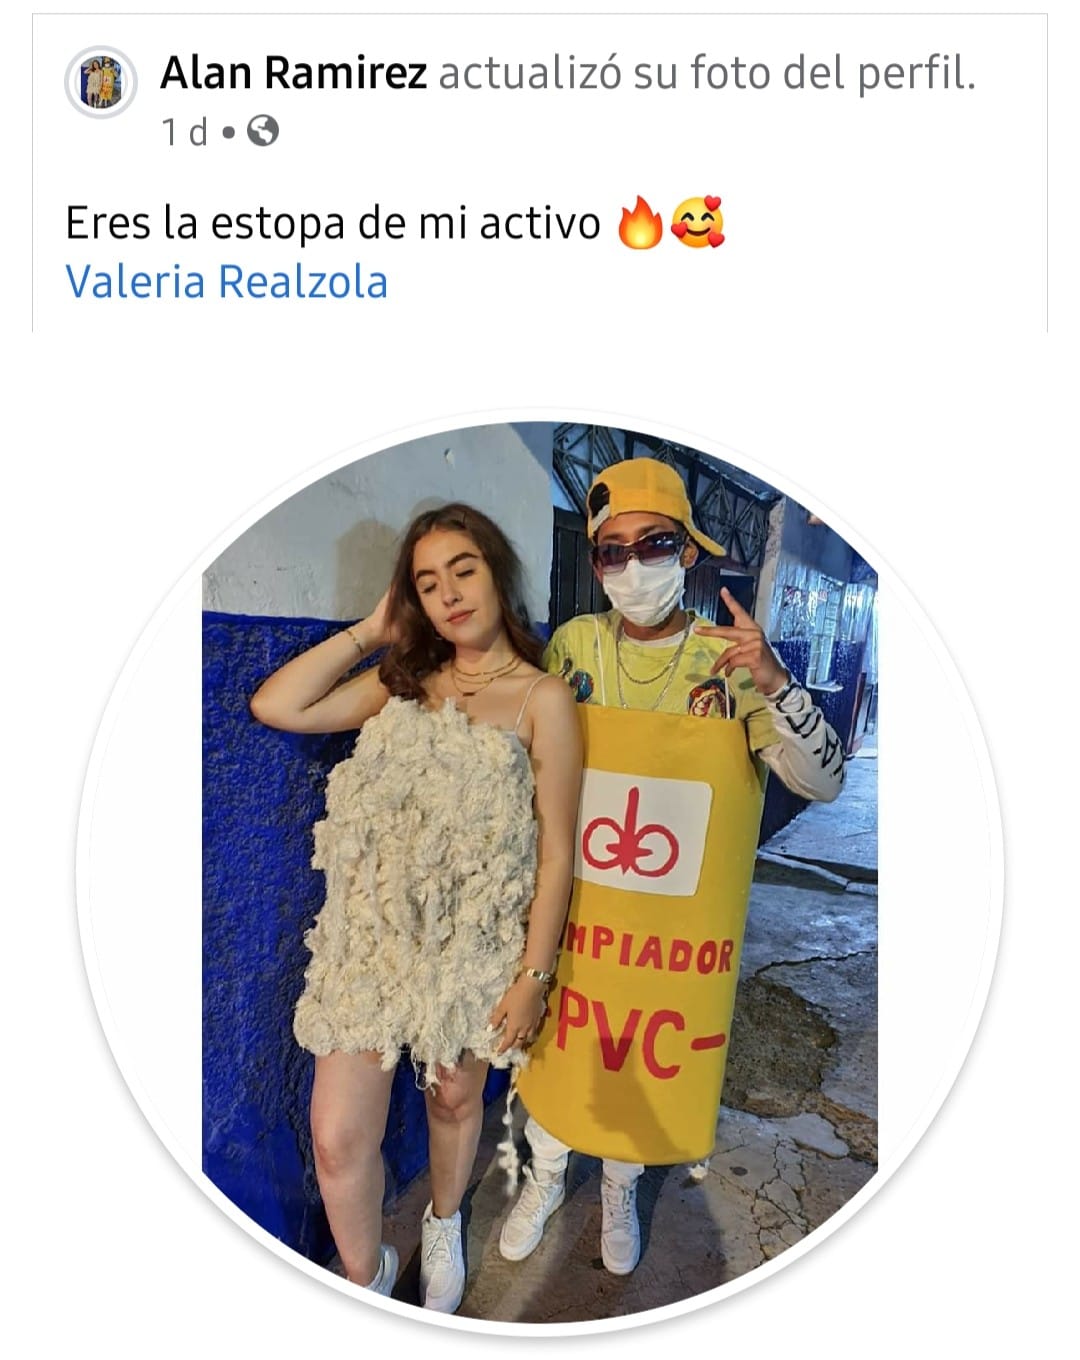 Alan Ramirez actualizó su foto del perfil.
1 d
Eres la estopa de mi activo 🔥🥰
Valeria Realzola
MPIADOR
PVC-